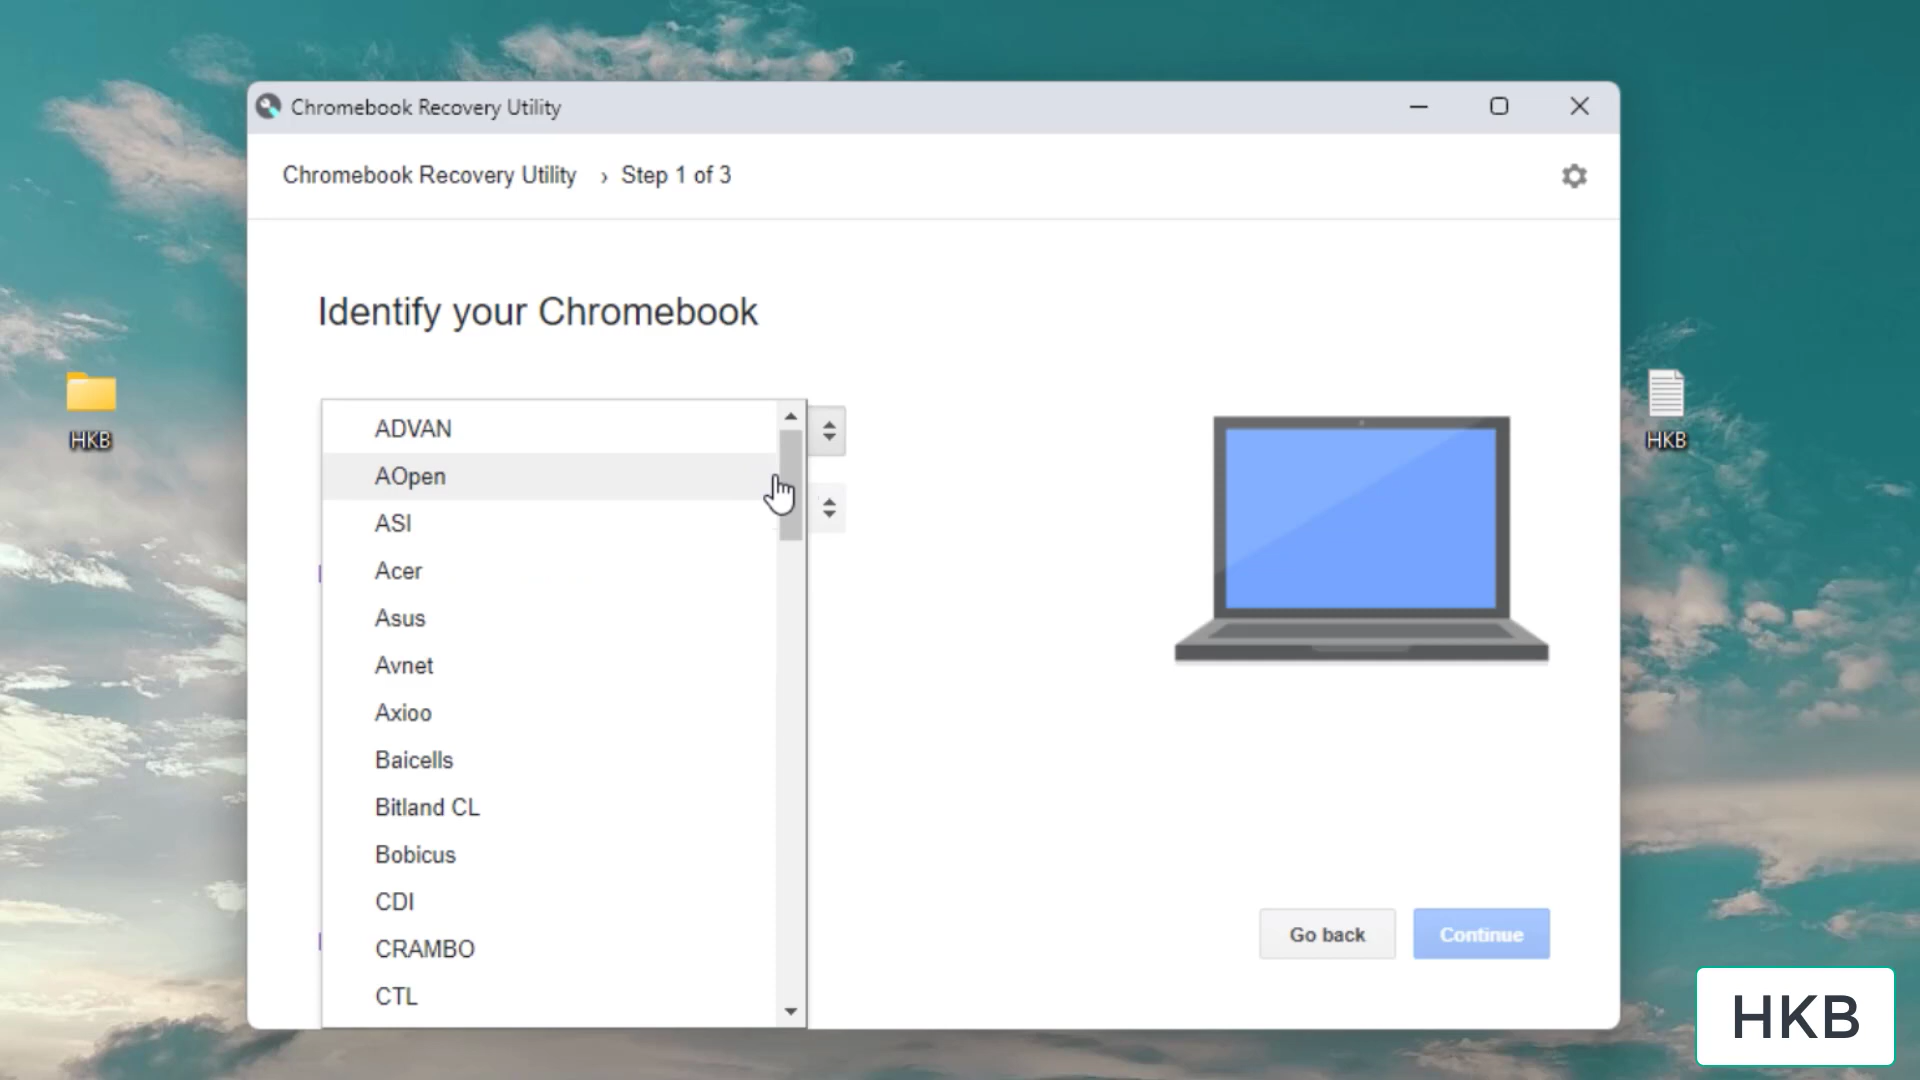 Chromebook Recovery Utility
Chromebook Recovery Utility › Step 1 of 3
Identify your Chromebook
ADVAN
AOpen
ASI
Acer
Asus
Avnet
Axioo
Baicells
Bitland CL
Bobicus
CDI
CRAMBO
CTL
Go back
Continue
HKB
HKB
HKB